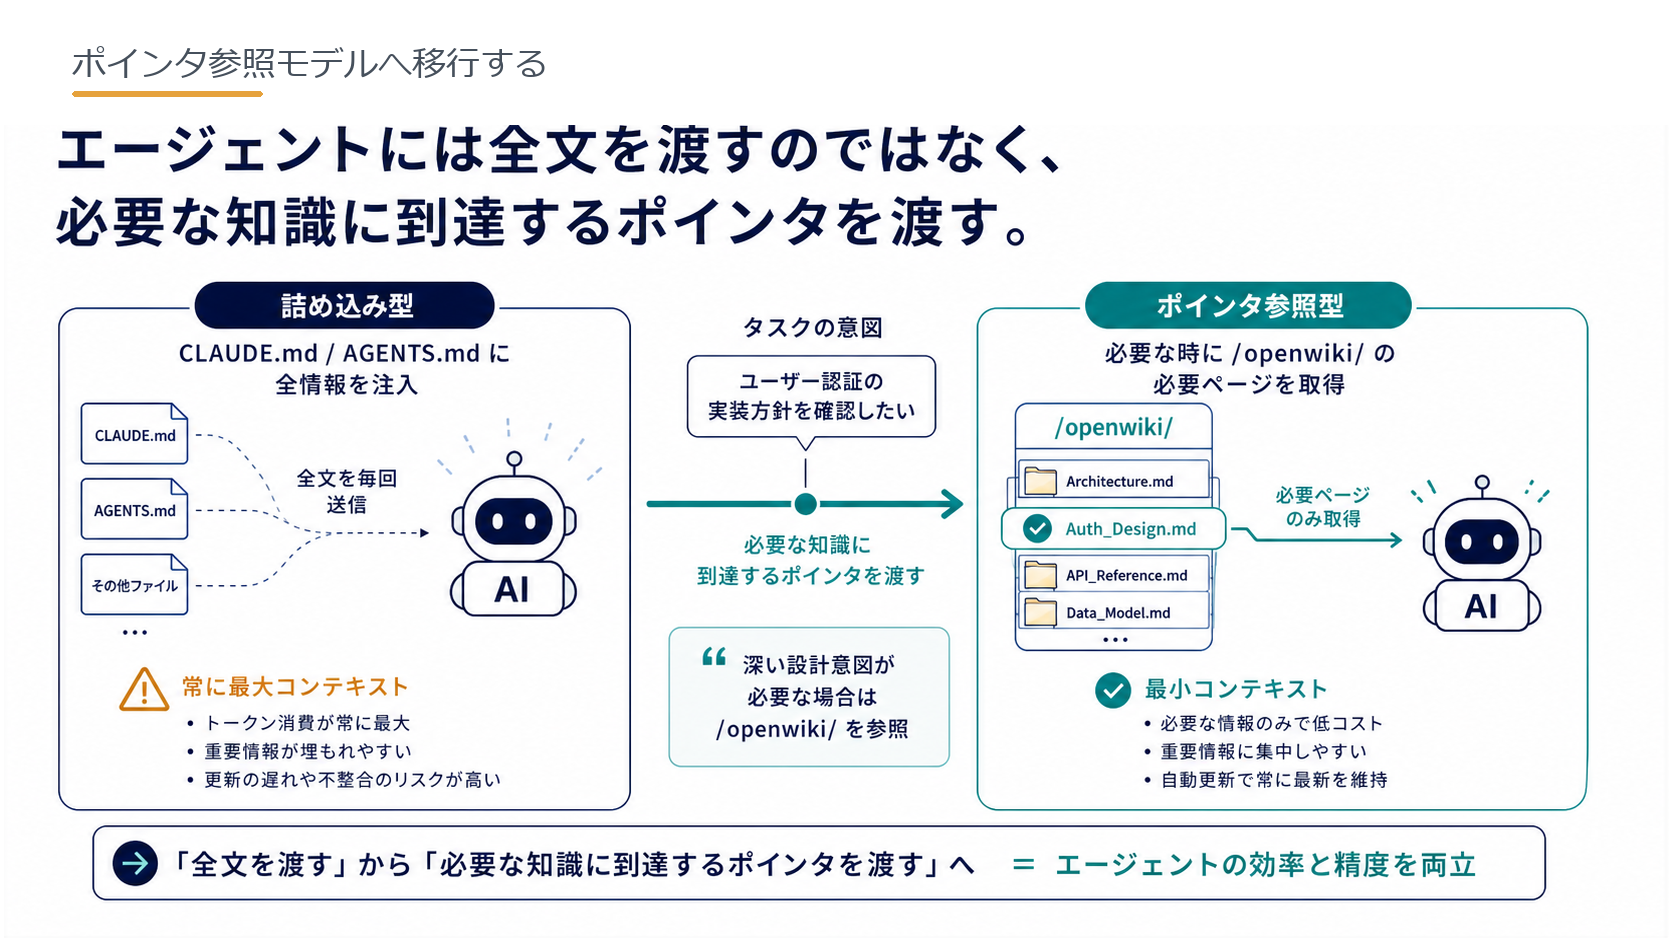 ポインタ参照モデルへ移行する
エージェントには全文を渡すのではなく、
必要な知識に到達するポインタを渡す。
詰め込み型
CLAUDE.md / AGENTS.md に
全情報を注入
CLAUDE.md
AGENTS.md
その他ファイル
...
全文を毎回
送信
AI
常に最大コンテキスト
• トークン消費が常に最大
• 重要情報が埋もれやすい
• 更新の遅れや不整合のリスクが高い
タスクの意図
ユーザー認証の
実装方針を確認したい
必要な知識に
到達するポインタを渡す
“ 深い設計意図が
必要な場合は
/openwiki/ を参照
ポインタ参照型
必要な時に /openwiki/ の
必要ページを取得
/openwiki/
Architecture.md
Auth_Design.md
API_Reference.md
Data_Model.md
...
必要ページ
のみ取得
AI
最小コンテキスト
• 必要な情報のみで低コスト
• 重要情報に集中しやすい
• 自動更新で常に最新を維持
「全文を渡す」から「必要な知識に到達するポインタを渡す」へ ＝ エージェントの効率と精度を両立